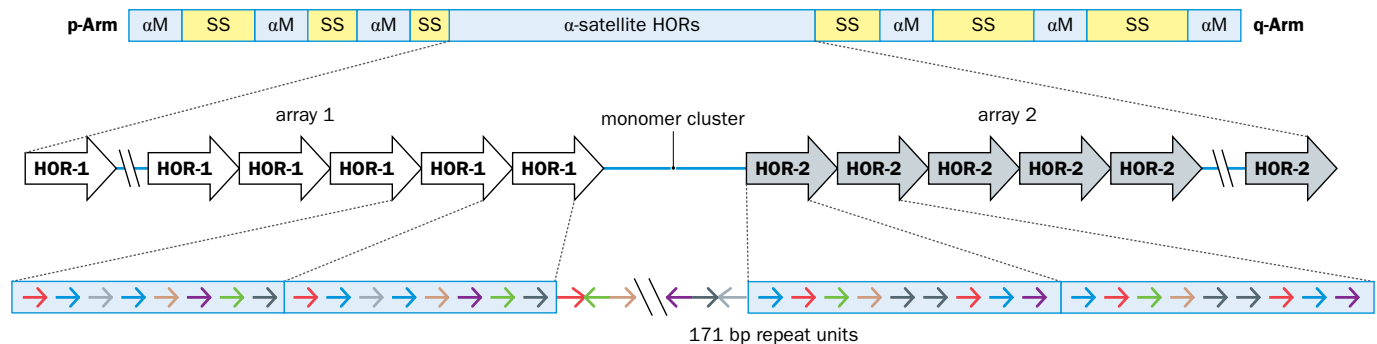 p-Arm αM SS αM SS αM SS α-satellite HORs SS αM SS αM SS αM q-Arm
array 1 monomer cluster array 2
HOR-1 HOR-1 HOR-1 HOR-1 HOR-1 HOR-1 HOR-2 HOR-2 HOR-2 HOR-2 HOR-2 HOR-2
171 bp repeat units